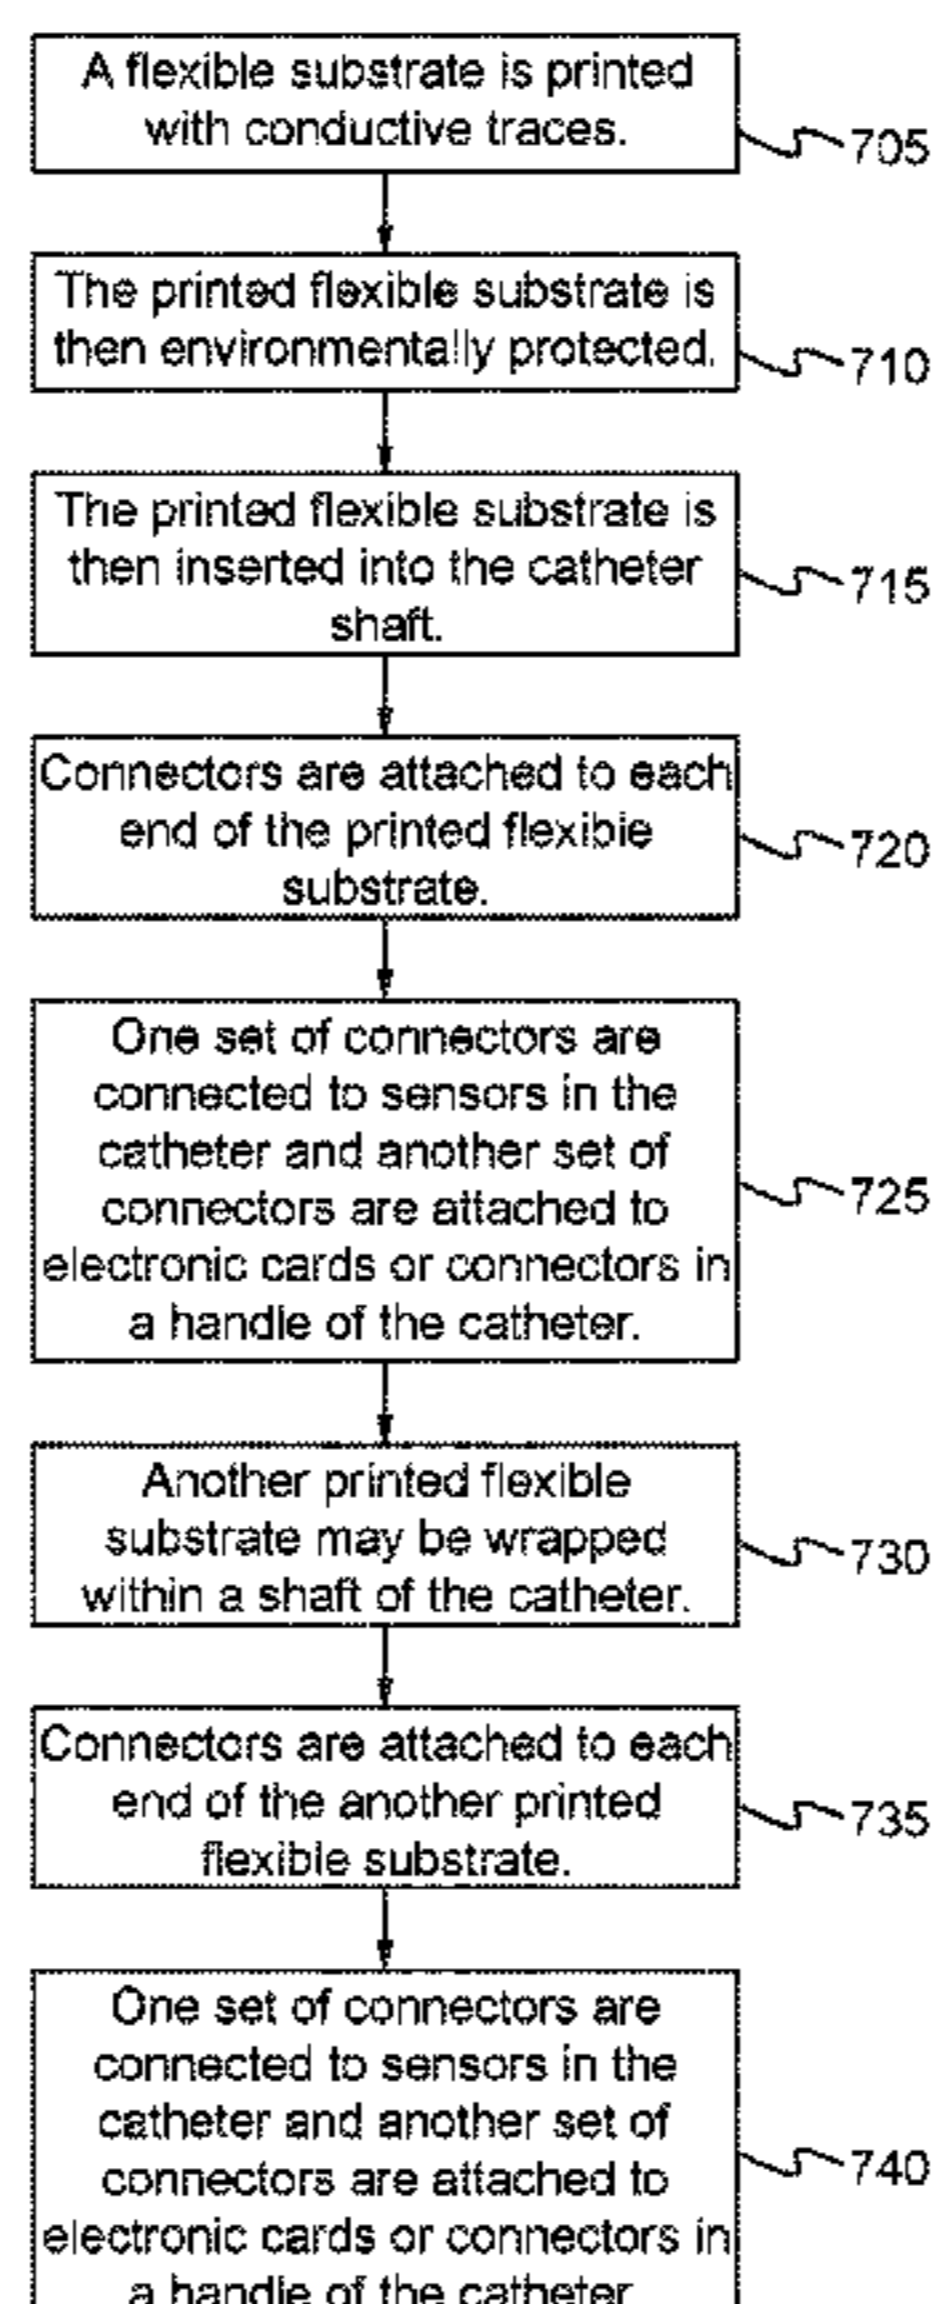 A flexible substrate is printed
with conductive traces.
705
The printed flexible substrate is
then environmentally protected.
710
The printed flexible substrate is
then inserted into the catheter
shaft.
715
Connectors are attached to each
end of the printed flexible
substrate.
720
One set of connectors are
connected to sensors in the
catheter and another set of
connectors are attached to
electronic cards or connectors in
a handle of the catheter.
725
Another printed flexible
substrate may be wrapped
within a shaft of the catheter.
730
Connectors are attached to each
end of the another printed
flexible substrate.
735
One set of connectors are
connected to sensors in the
catheter and another set of
connectors are attached to
electronic cards or connectors in
a handle of the catheter
740